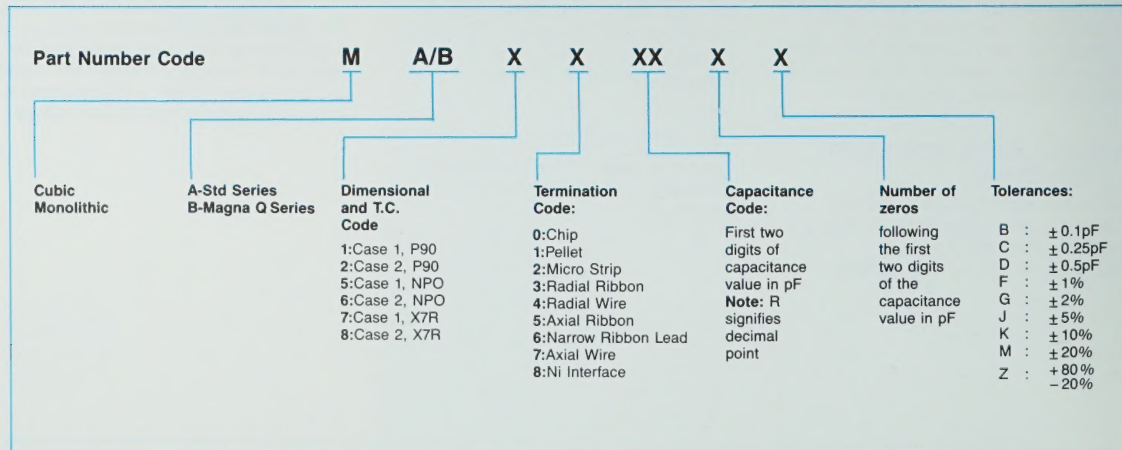 Part Number Code M A/B X X XX X X
Cubic
Monolithic
A-Std Series
B-Magna Q Series
Dimensional
and T.C.
Code
1:Case 1, P90
2:Case 2, P90
5:Case 1, NPO
6:Case 2, NPO
7:Case 1, X7R
8:Case 2, X7R
Termination
Code:
0:Chip
1:Pellet
2:Micro Strip
3:Radial Ribbon
4:Radial Wire
5:Axial Ribbon
6:Narrow Ribbon Lead
7:Axial Wire
8:Ni Interface
Capacitance
Code:
First two
digits of
capacitance
value in pF
Note: R
signifies
decimal
point
Number of
zeros
following
the first
two digits
of the
capacitance
value in pF
Tolerances:
B : ±0.1pF
C : ±0.25pF
D : ±0.5pF
F : ±1%
G : ±2%
J : ±5%
K : ±10%
M : ±20%
Z : +80%
−20%